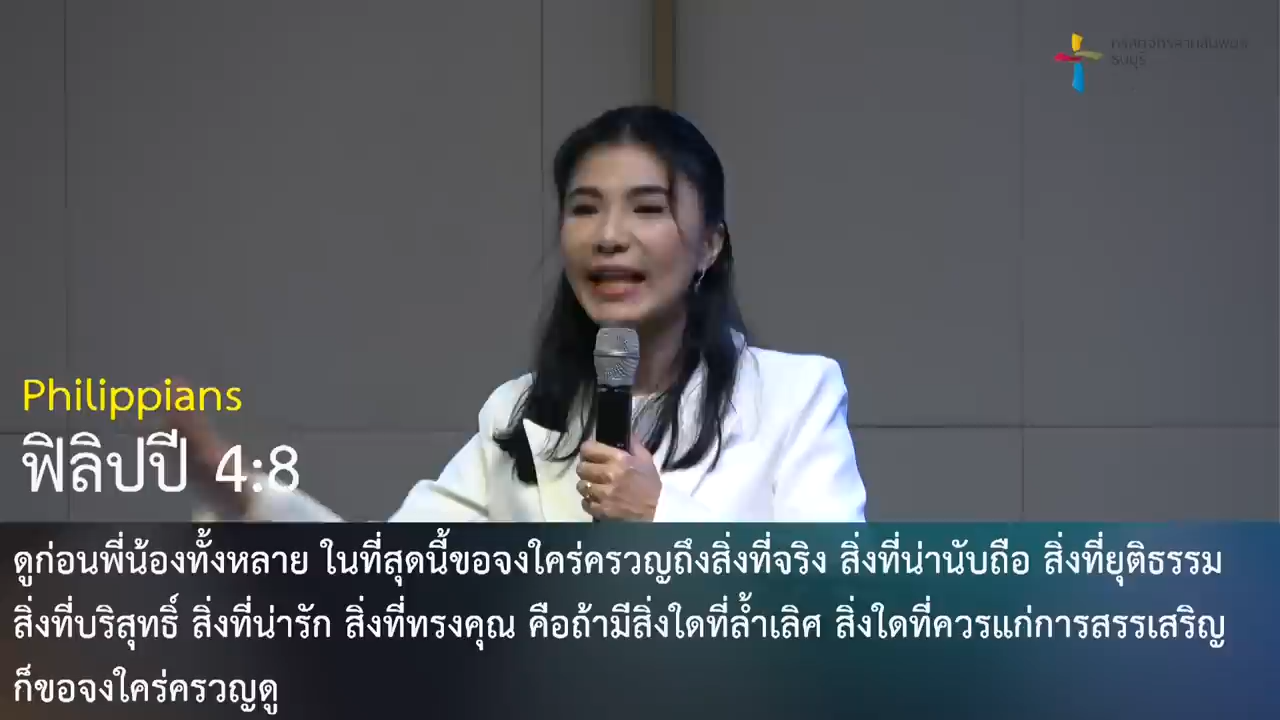 ธนบุรี
Philippians
ฟิลิปปี 4:8
ดูก่อนพี่น้องทั้งหลาย ในที่สุดนี้ขอจงใคร่ครวญถึงสิ่งที่จริง สิ่งที่น่านับถือ สิ่งที่ยุติธรรม
สิ่งที่บริสุทธิ์ สิ่งที่น่ารัก สิ่งที่ทรงคุณ คือถ้ามีสิ่งใดที่ล้ำเลิศ สิ่งใดที่ควรแก่การสรรเสริญ
ก็ขอจงใคร่ครวญดู